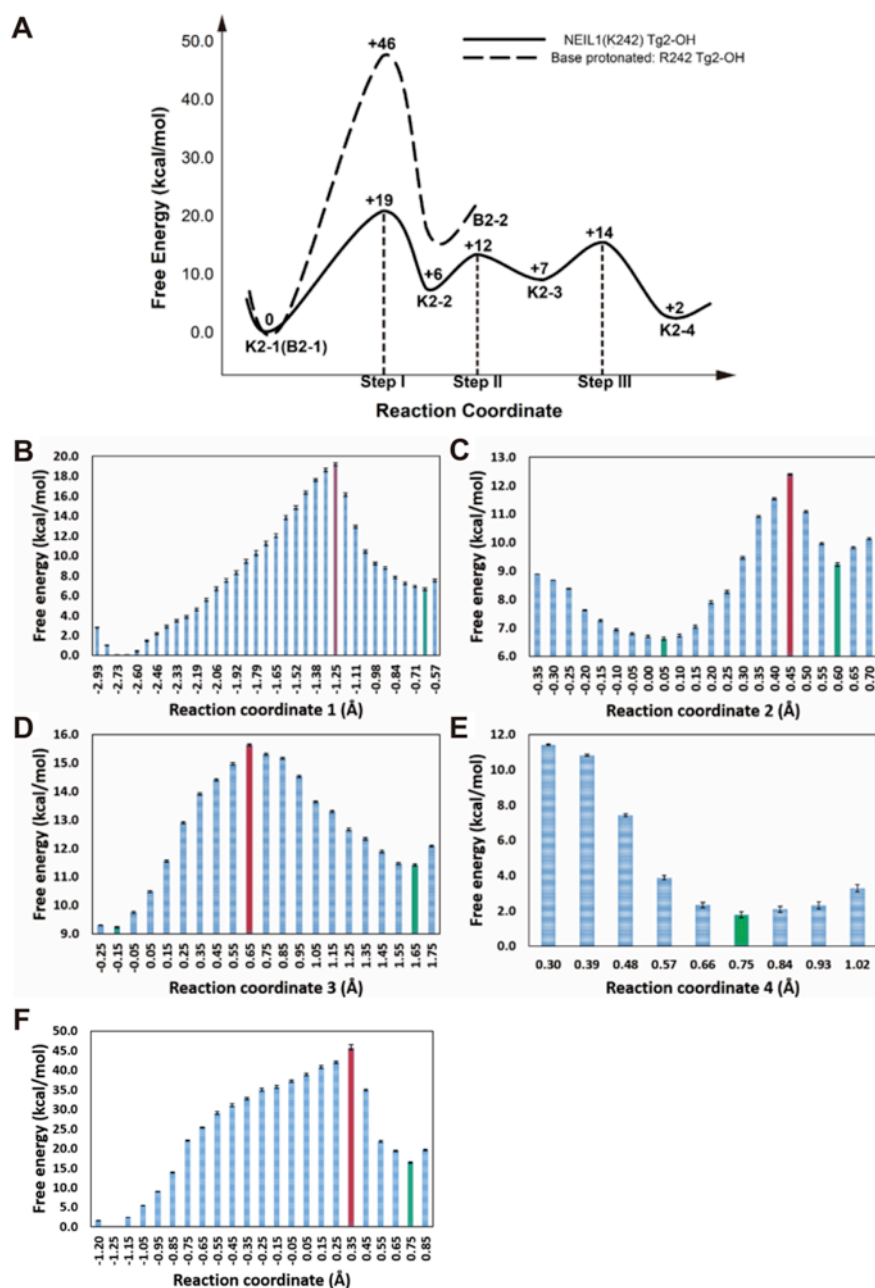 A
50.0
40.0
30.0
20.0
10.0
0.0
Free Energy (kcal/mol)
+46
NEIL1(K242) Tg2-OH
Base protonated: R242 Tg2-OH
+19
B2-2
+12
+14
+6
+7
K2-2
K2-3
0
+2
K2-1(B2-1)
K2-4
Step I
Step II
Step III
Reaction Coordinate
B
20.0
18.0
16.0
14.0
12.0
10.0
8.0
6.0
4.0
2.0
0.0
Free energy (kcal/mol)
-2.93 -2.73 -2.60 -2.46 -2.33 -2.19 -2.06 -1.92 -1.79 -1.65 -1.52 -1.38 -1.25 -1.11 -0.98 -0.84 -0.71 -0.57
Reaction coordinate 1 (Å)
C
13.0
12.0
11.0
10.0
9.0
8.0
7.0
6.0
Free energy (kcal/mol)
-0.35 -0.30 -0.25 -0.20 -0.15 -0.10 -0.05 0.00 0.05 0.10 0.15 0.20 0.25 0.30 0.35 0.40 0.45 0.50 0.55 0.60 0.65 0.70
Reaction coordinate 2 (Å)
D
16.0
15.0
14.0
13.0
12.0
11.0
10.0
9.0
Free energy (kcal/mol)
-0.25 -0.15 -0.05 0.05 0.15 0.25 0.35 0.45 0.55 0.65 0.75 0.85 0.95 1.05 1.15 1.25 1.35 1.45 1.55 1.65 1.75
Reaction coordinate 3 (Å)
E
12.0
10.0
8.0
6.0
4.0
2.0
0.0
Free energy (kcal/mol)
0.30 0.39 0.48 0.57 0.66 0.75 0.84 0.93 1.02
Reaction coordinate 4 (Å)
F
50.0
45.0
40.0
35.0
30.0
25.0
20.0
15.0
10.0
5.0
0.0
Free energy (kcal/mol)
-1.20 -1.25 -1.15 -1.05 -0.95 -0.85 -0.75 -0.65 -0.55 -0.45 -0.35 -0.25 -0.15 -0.05 0.05 0.15 0.25 0.35 0.45 0.55 0.65 0.75 0.85
Reaction coordinate (Å)